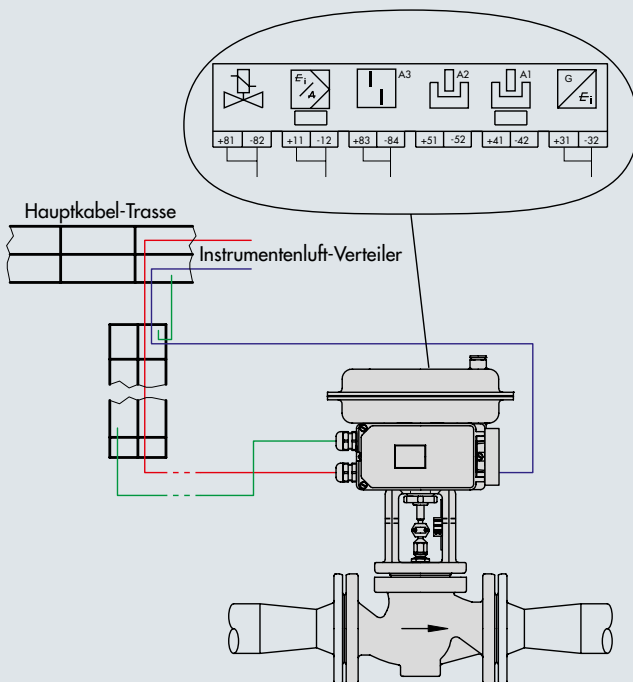 E i / A
A3
A2
A1
G
E i
+81 -82 +11 -12 +83 -84 +51 -52 +41 -42 +31 -32
Hauptkabel-Trasse
Instrumentenluft-Verteiler